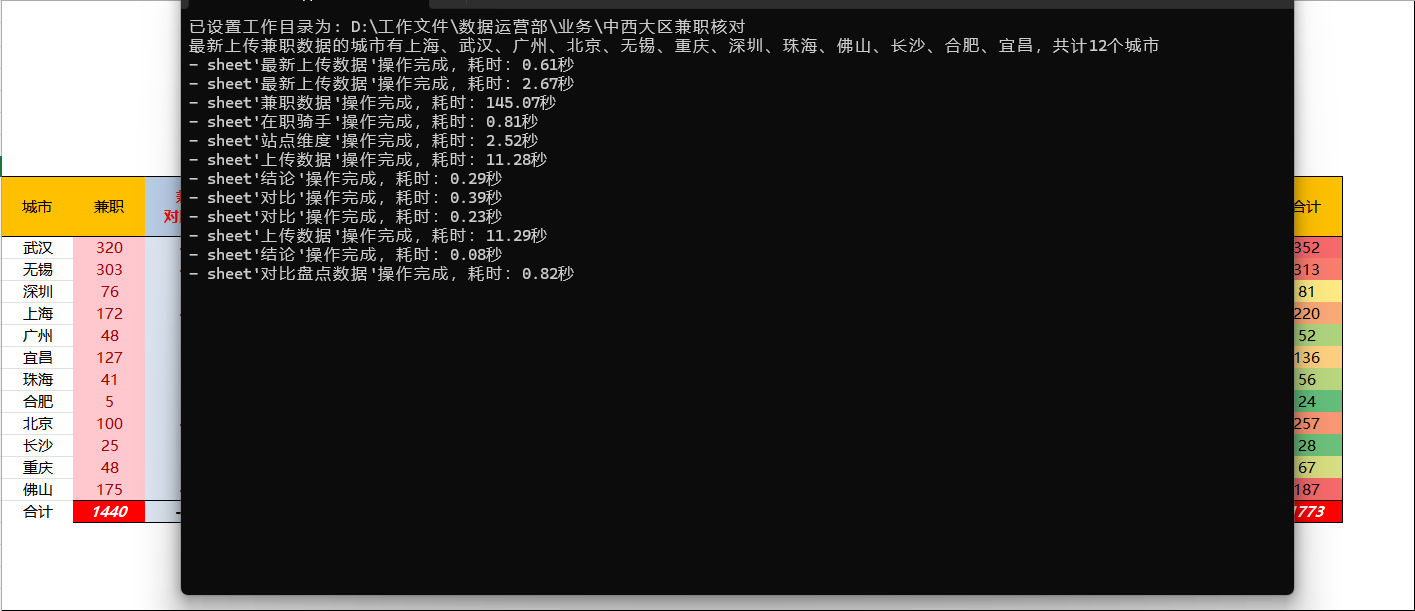 已设置工作目录为: D:\工作文件\数据运营部\业务\中西大区兼职核对
最新上传兼职数据的城市有上海、武汉、广州、北京、无锡、重庆、深圳、珠海、佛山、长沙、合肥、宜昌，共计12个城市
- sheet'最新上传数据'操作完成，耗时: 0.61秒
- sheet'最新上传数据'操作完成，耗时: 2.67秒
- sheet'兼职数据'操作完成，耗时: 145.07秒
- sheet'在职骑手'操作完成，耗时: 0.81秒
- sheet'站点维度'操作完成，耗时: 2.52秒
- sheet'上传数据'操作完成，耗时: 11.28秒
- sheet'结论'操作完成，耗时: 0.29秒
- sheet'对比'操作完成，耗时: 0.39秒
- sheet'对比'操作完成，耗时: 0.23秒
- sheet'上传数据'操作完成，耗时: 11.29秒
- sheet'结论'操作完成，耗时: 0.08秒
- sheet'对比盘点数据'操作完成，耗时: 0.82秒
城市 兼职 对 合计
武汉 320 352
无锡 303 313
深圳 76 81
上海 172 220
广州 48 52
宜昌 127 136
珠海 41 56
合肥 5 24
北京 100 257
长沙 25 28
重庆 48 67
佛山 175 187
合计 1440 - 1773